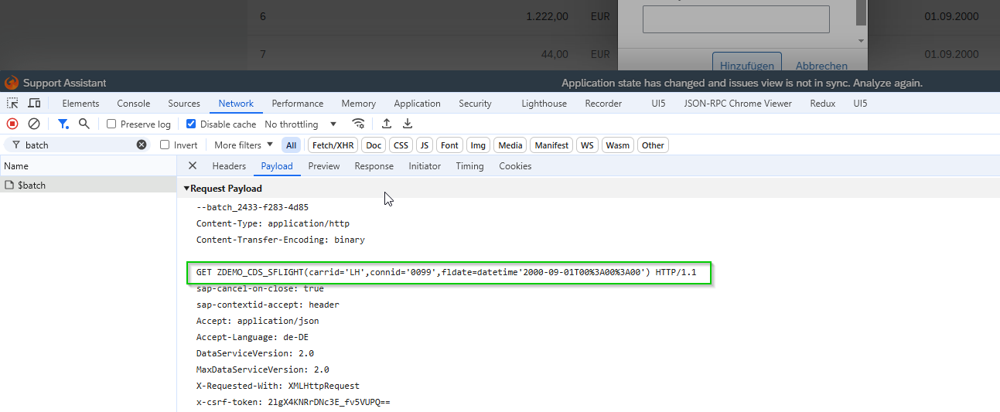 6 1.222,00 EUR 01.09.2000
7 44,00 EUR 01.09.2000
Hinzufügen Abbrechen
Support Assistant Application state has changed and issues view is not in sync. Analyze again.
Elements Console Sources Network Performance Memory Application Security Lighthouse Recorder UI5 JSON-RPC Chrome Viewer Redux UI5
Preserve log Disable cache No throttling
batch Invert More filters All Fetch/XHR Doc CSS JS Font Img Media Manifest WS Wasm Other
Name Headers Payload Preview Response Initiator Timing Cookies
$batch
Request Payload
--batch_2433-f283-4d85
Content-Type: application/http
Content-Transfer-Encoding: binary
GET ZDEMO_CDS_SFLIGHT(carrid='LH',connid='0099',fldate=datetime'2000-09-01T00%3A00%3A00') HTTP/1.1
sap-cancel-on-close: true
sap-contextid-accept: header
Accept: application/json
Accept-Language: de-DE
DataServiceVersion: 2.0
MaxDataServiceVersion: 2.0
X-Requested-With: XMLHttpRequest
x-csrf-token: 2lgX4KNRrDNc3E_fv5VUPQ==